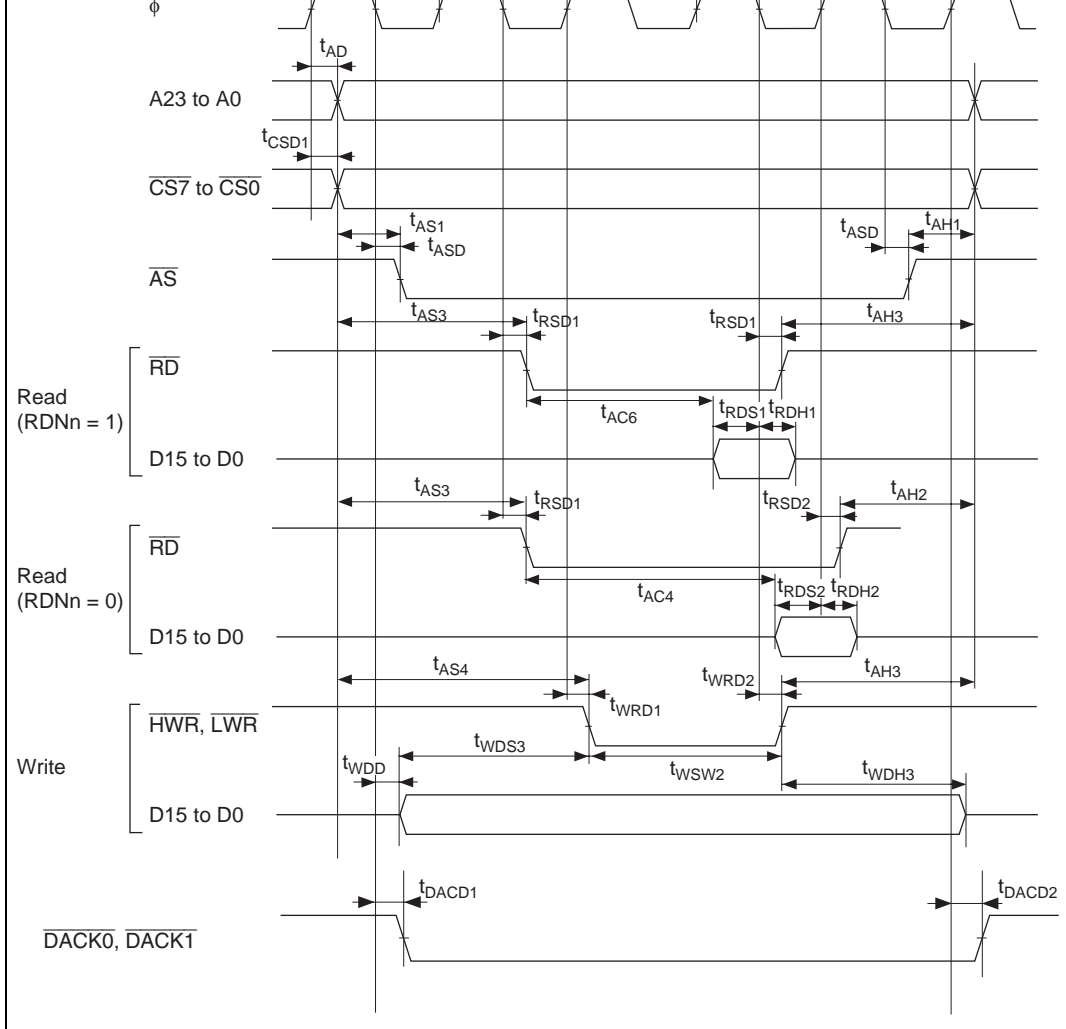 ϕ
tAD
A23 to A0
tCSD1
CS7 to CS0
tAS1
tASD
tASD
tAH1
AS
tAS3
tRSD1
tRSD1
tAH3
RD
Read
(RDNn = 1)
tAC6
tRDS1
tRDH1
D15 to D0
tAS3
tRSD1
tRSD2
tAH2
RD
Read
(RDNn = 0)
tAC4
tRDS2
tRDH2
D15 to D0
tAS4
tWRD1
tWRD2
tAH3
HWR, LWR
Write
tWDD
tWDS3
tWSW2
tWDH3
D15 to D0
tDACD1
tDACD2
DACK0, DACK1